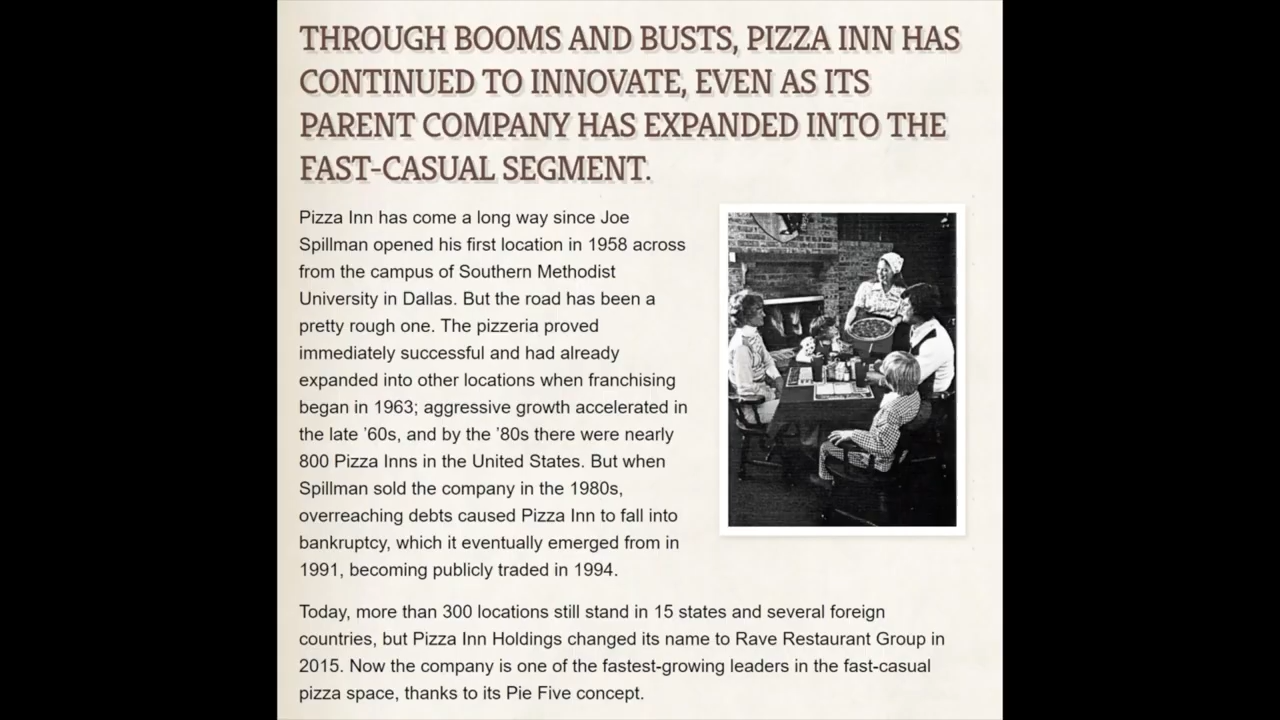 THROUGH BOOMS AND BUSTS, PIZZA INN HAS
CONTINUED TO INNOVATE, EVEN AS ITS
PARENT COMPANY HAS EXPANDED INTO THE
FAST-CASUAL SEGMENT.
Pizza Inn has come a long way since Joe
Spillman opened his first location in 1958 across
from the campus of Southern Methodist
University in Dallas. But the road has been a
pretty rough one. The pizzeria proved
immediately successful and had already
expanded into other locations when franchising
began in 1963; aggressive growth accelerated in
the late ’60s, and by the ’80s there were nearly
800 Pizza Inns in the United States. But when
Spillman sold the company in the 1980s,
overreaching debts caused Pizza Inn to fall into
bankruptcy, which it eventually emerged from in
1991, becoming publicly traded in 1994.
Today, more than 300 locations still stand in 15 states and several foreign
countries, but Pizza Inn Holdings changed its name to Rave Restaurant Group in
2015. Now the company is one of the fastest-growing leaders in the fast-casual
pizza space, thanks to its Pie Five concept.